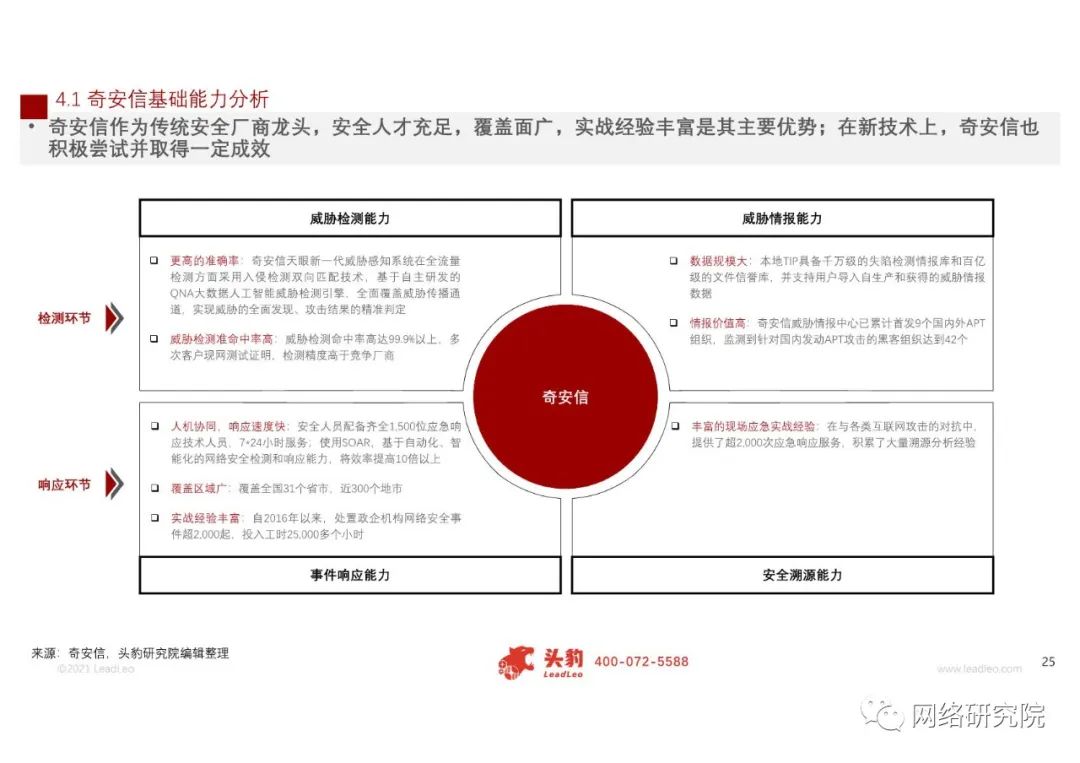 4.1 奇安信基础能力分析
• 奇安信作为传统安全厂商龙头，安全人才充足，覆盖面广，实战经验丰富是其主要优势；在新技术上，奇安信也
积极尝试并取得一定成效
威胁检测能力
威胁情报能力
检测环节
更高的准确率：奇安信天眼新一代威胁感知系统在全流量
检测方面采用入侵检测双向匹配技术，基于自主研发的
QNA大数据人工智能威胁检测引擎，全面覆盖威胁传播通
道，实现威胁的全面发现、攻击结果的精准判定
威胁检测准命中率高：威胁检测命中率高达99.9%以上，多
次客户现网测试证明，检测精度高于竞争厂商
数据规模大：本地TIP具备千万级的失陷检测情报库和百亿
级的文件信誉库，并支持用户导入自生产和获得的威胁情报
数据
情报价值高：奇安信威胁情报中心已累计首发9个国内外APT
组织，监测到针对国内发动APT攻击的黑客组织达到42个
奇安信
响应环节
人机协同，响应速度快：安全人员配备齐全1,500位应急响
应技术人员，7*24小时服务；使用SOAR，基于自动化、智
能化的网络安全检测和响应能力，将效率提高10倍以上
覆盖区域广：覆盖全国31个省市，近300个地市
实战经验丰富：自2016年以来，处置政企机构网络安全事
件超2,000起，投入工时25,000多个小时
丰富的现场应急实战经验：在与各类互联网攻击的对抗中，
提供了超2,000次应急响应服务，积累了大量溯源分析经验
事件响应能力
安全溯源能力
来源：奇安信，头豹研究院编辑整理
©2021 LeadLeo
头豹
LeadLeo
400-072-5588
www.leadleo.com
25
网络研究院